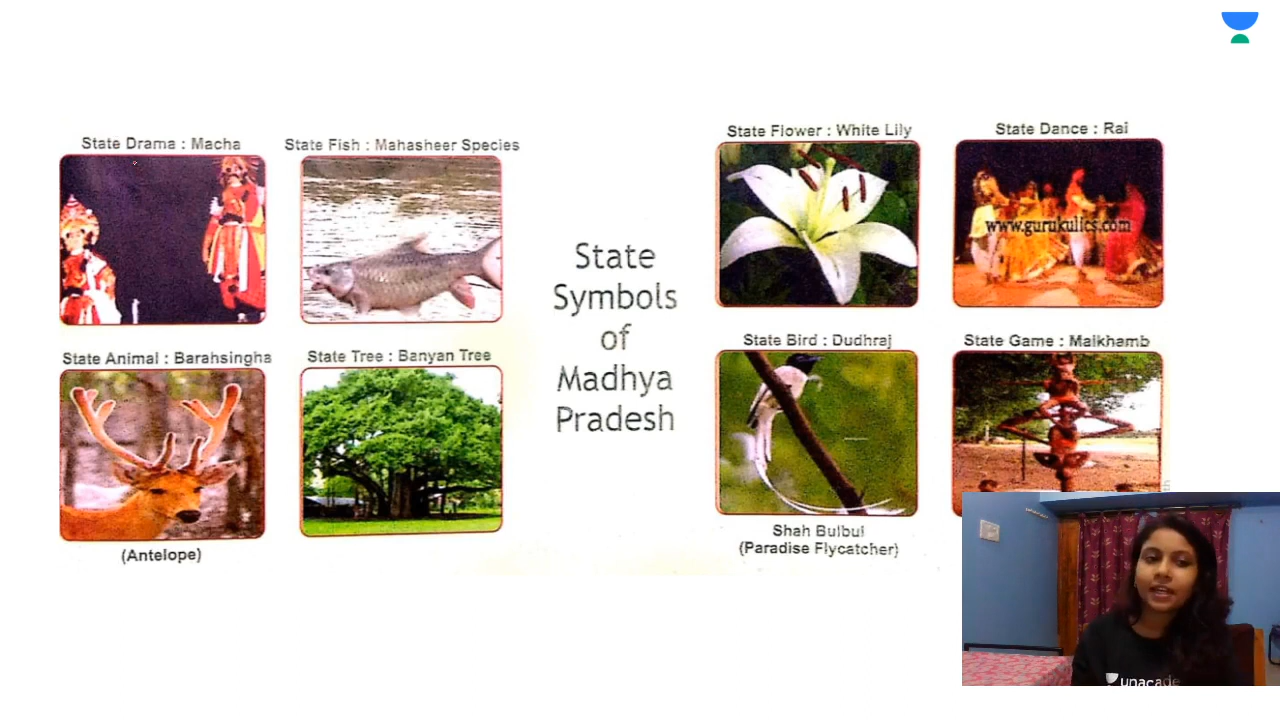 State Drama : Macha
State Fish : Mahasheer Species
State Flower : White Lily
State Dance : Rai
www.gurukulics.com
State
Symbols
of
Madhya
Pradesh
State Animal : Barahsingha
State Tree : Banyan Tree
State Bird : Dudhraj
State Game : Malkhamb
(Antelope)
Shah Bulbul
(Paradise Flycatcher)
unacade